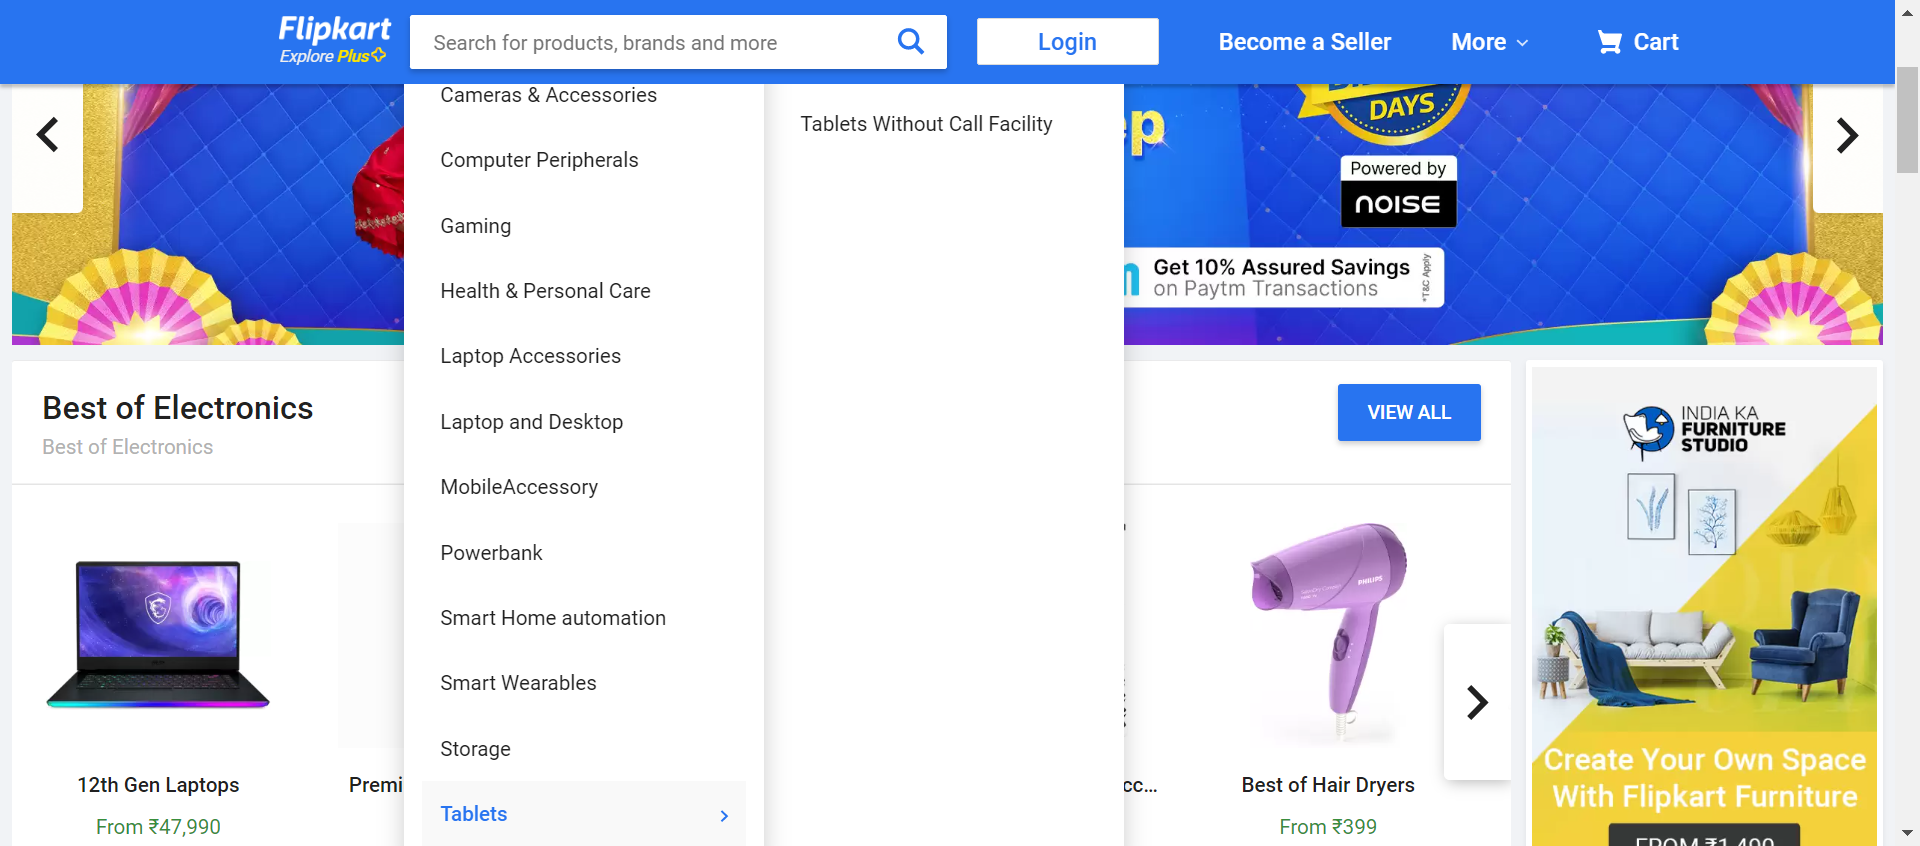 Flipkart
Explore Plus
Search for products, brands and more
Login
Become a Seller
More
Cart
Cameras & Accessories
Computer Peripherals
Gaming
Health & Personal Care
Laptop Accessories
Laptop and Desktop
MobileAccessory
Powerbank
Smart Home automation
Smart Wearables
Storage
Tablets
Tablets Without Call Facility
DAYS
Powered by
NOISE
Get 10% Assured Savings
on Paytm Transactions
*T&C Apply
Best of Electronics
Best of Electronics
VIEW ALL
12th Gen Laptops
From ₹47,990
Premi
cc...
PHILIPS
Best of Hair Dryers
From ₹399
INDIA KA
FURNITURE
STUDIO
Create Your Own Space
With Flipkart Furniture
FROM ₹1,499